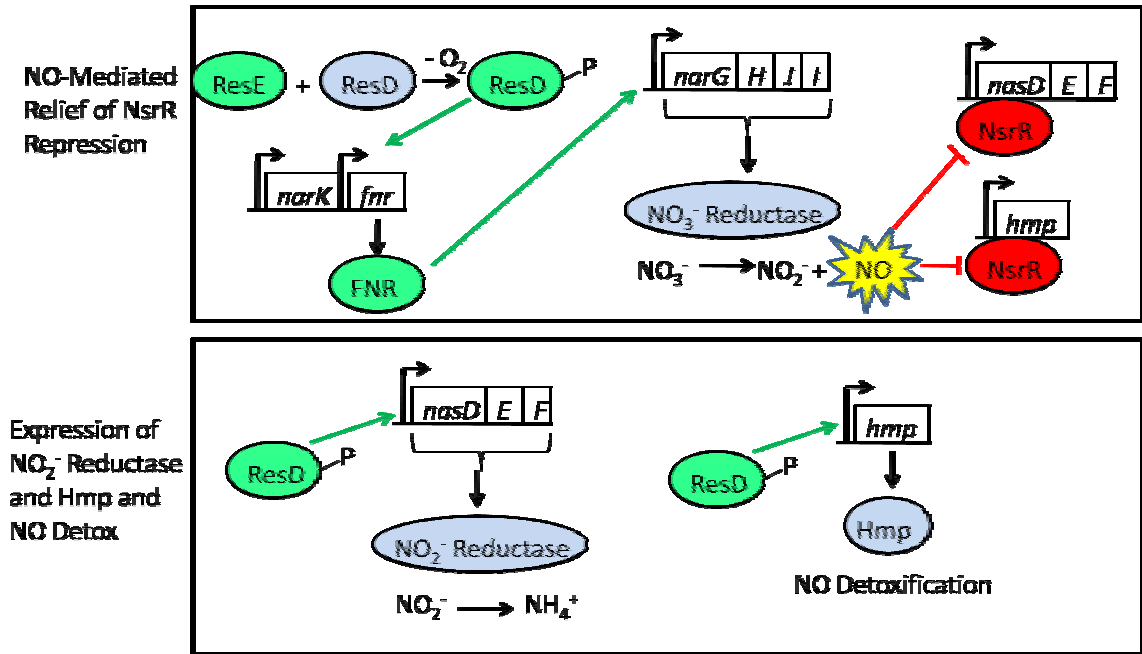 NO-Mediated
Relief of NsrR
Repression
ResE + ResD - O₂ ResD P
narK fnr
FNR
narG H J I
NO₃⁻ Reductase
NO₃⁻ NO₂⁻ + NO
nasD E F
NsrR
hmp
NsrR
Expression of
NO₂⁻ Reductase
and Hmp and
NO Detox
ResD P
nasD E F
NO₂⁻ Reductase
NO₂⁻ NH₄⁺
ResD P
hmp
Hmp
NO Detoxification